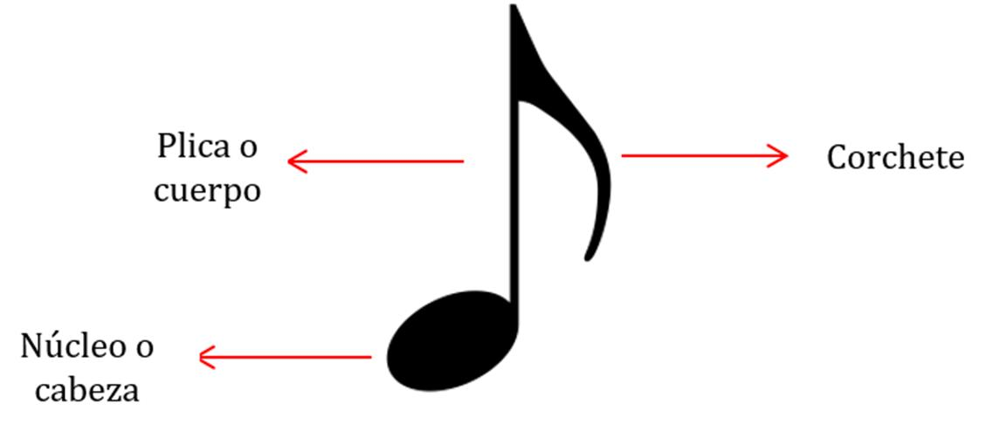 Plica o
cuerpo
Corchete
Núcleo o
cabeza